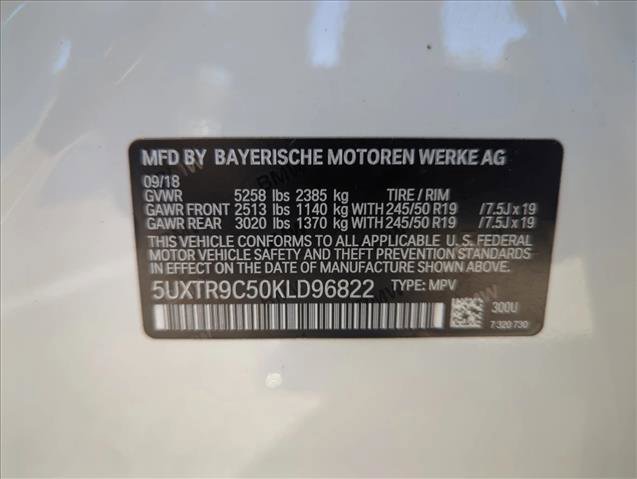 MFD BY BAYERISCHE MOTOREN WERKE AG
09/18
GVWR 5258 lbs 2385 kg TIRE / RIM
GAWR FRONT 2513 lbs 1140 kg WITH 245/50 R19 /7.5J x 19
GAWR REAR 3020 lbs 1370 kg WITH 245/50 R19 /7.5J x 19
THIS VEHICLE CONFORMS TO ALL APPLICABLE U.S. FEDERAL
MOTOR VEHICLE SAFETY AND THEFT PREVENTION
STANDARDS IN EFFECT ON THE DATE OF MANUFACTURE SHOWN ABOVE.
5UXTR9C50KLD96822 TYPE: MPV
300U
7 320 730